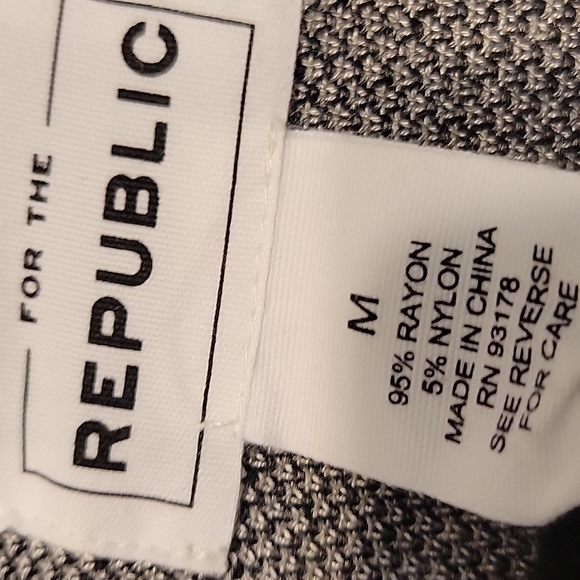 FOR THE
REPUBLIC
M
95% RAYON
5% NYLON
MADE IN CHINA
RN 93178
SEE REVERSE
FOR CARE